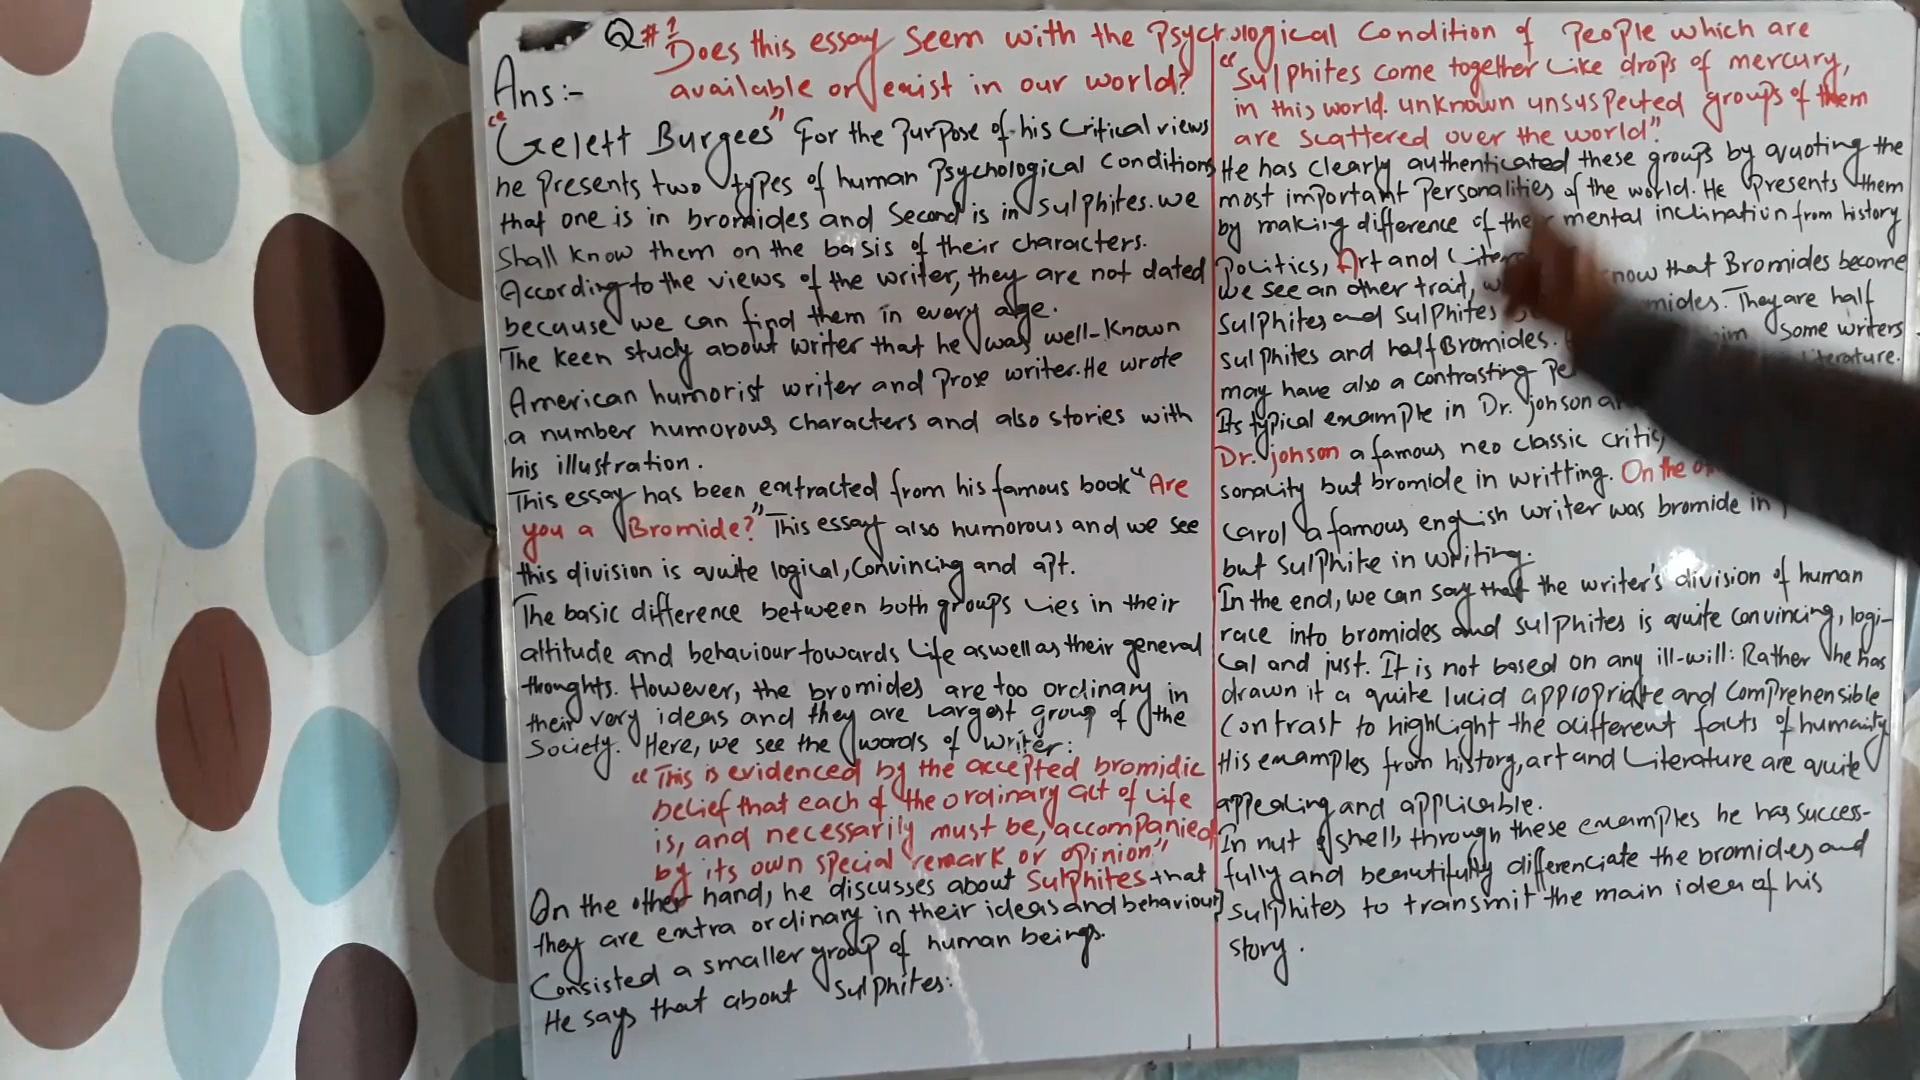 Q#1 Does this essay seem with the Psychological Condition of People which are
available or exist in our world?
Ans:-
"Gelett Burgees" For the Purpose of his Critical views
he Presents two types of human Psychological Conditions
that one is in bromides and Second is in Sulphites. we
Shall know them on the basis of their characters.
According to the views of the writer, they are not dated
because we can find them in every age.
The keen study about writer that he was well-known
American humorist writer and Prose writer. He wrote
a number humorous characters and also stories with
his illustration.
This essay has been extracted from his famous book "Are
you a Bromide?" This essay also humorous and we see
this division is quite logical, Convincing and apt.
The basic difference between both groups Lies in their
attitude and behaviour towards Life aswell as their general
thoughts. However, the bromides are too ordinary in
their very ideas and they are Largest group of the
Society. Here, we see the words of writer:
"This is evidenced by the accepted bromidic
belief that each of the ordinary act of Life
is, and necessarily must be, accompanied
by its own special remark or opinion"
On the other hand, he discusses about Sulphites that
they are extra ordinary in their ideas and behaviour
Consisted a smaller group of human beings.
He says that about Sulphites:
"Sulphites come together Like drops of mercury,
in this world. unknown unsuspected groups of them
are scattered over the world"
He has clearly authenticated these groups by quoting the
most important Personalities of the world. He Presents them
by making difference of their mental inclination from history
Politics, Art and
We see an other trait, now that Bromides become
Sulphites and Sulphites They are half
Sulphites and half Bromides. Some writers
may have also a contrasting
Its typical example in Dr. johson
Dr. johson a famous neo classic
sonality but bromide in writting. On the
Carol a famous english writer was bromide in
but Sulphite in writing.
In the end, we can say that the writer's division of human
race into bromides and sulphites is quite convincing, logi-
cal and just. It is not based on any ill-will: Rather he has
drawn it a quite lucid appropriate and comprehensible
Contrast to highlight the different facts of humanity
His examples from history, art and Literature are quite
appealing and applicable.
In nut shell, through these examples he has success-
fully and beautifully differenciate the bromides and
sulphites to transmit the main idea of his
story.